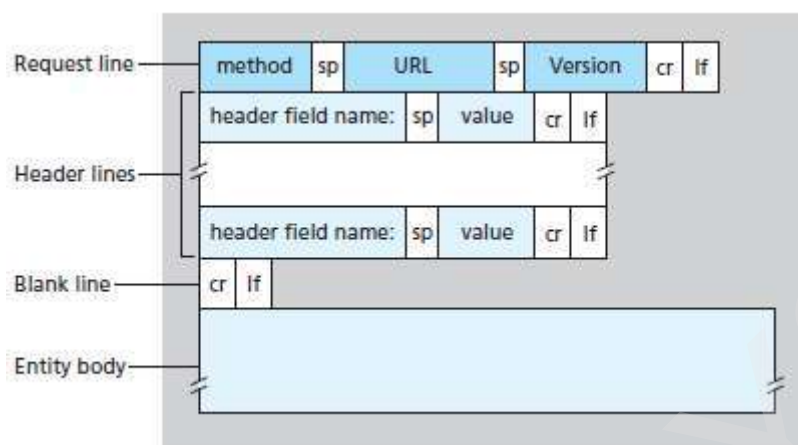 Request line method sp URL sp Version cr lf
header field name: sp value cr lf
Header lines
header field name: sp value cr lf
Blank line cr lf
Entity body